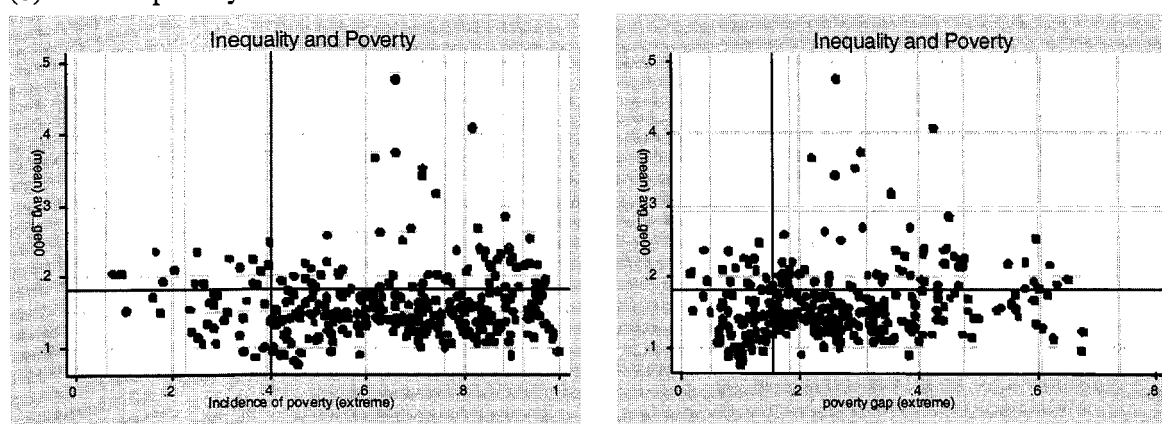 Inequality and Poverty
(mean) avg_ge00
.5
.4
.3
.2
.1
0 .2 .4 .6 .8 1
Incidence of poverty (extreme)
Inequality and Poverty
(mean) avg_ge00
.5
.4
.3
.2
.1
0 .2 .4 .6 .8
poverty gap (extreme)